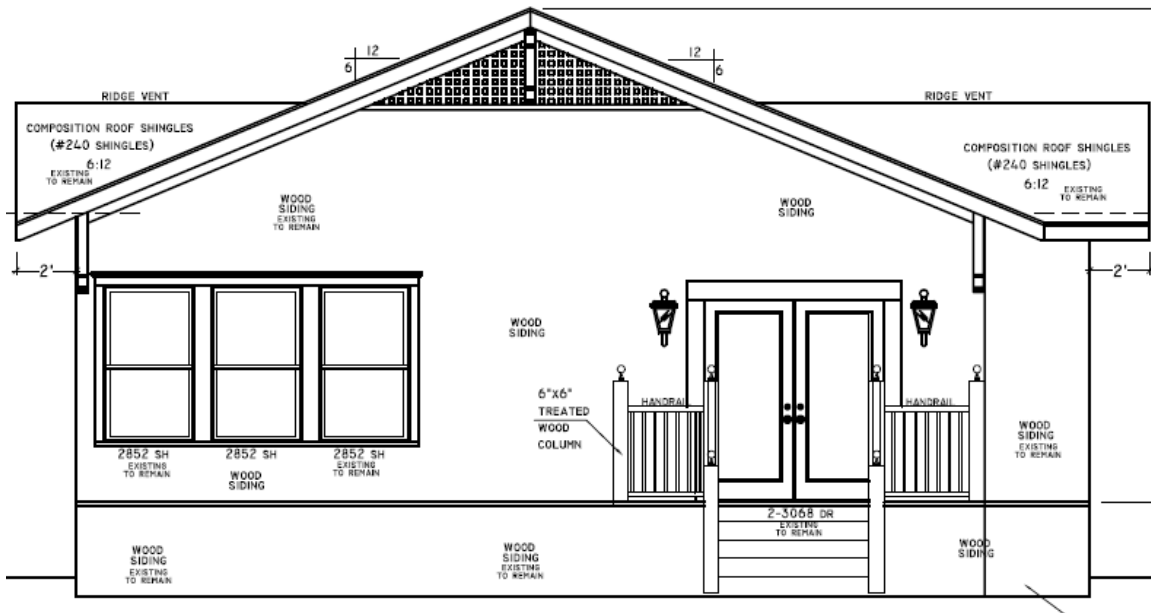 12
12
6
6
RIDGE VENT
RIDGE VENT
COMPOSITION ROOF SHINGLES
(#240 SHINGLES)
6:12
EXISTING
TO REMAIN
COMPOSITION ROOF SHINGLES
(#240 SHINGLES)
6:12
EXISTING
TO REMAIN
WOOD
SIDING
EXISTING
TO REMAIN
WOOD
SIDING
2'
2'
WOOD
SIDING
6"x6"
TREATED
WOOD
COLUMN
HANDRAIL
HANDRAIL
WOOD
SIDING
EXISTING
TO REMAIN
2852 SH
EXISTING
TO REMAIN
2852 SH
2852 SH
EXISTING
TO REMAIN
WOOD
SIDING
2-3068 DR
EXISTING
TO REMAIN
WOOD
SIDING
EXISTING
TO REMAIN
WOOD
SIDING
EXISTING
TO REMAIN
WOOD
SIDING